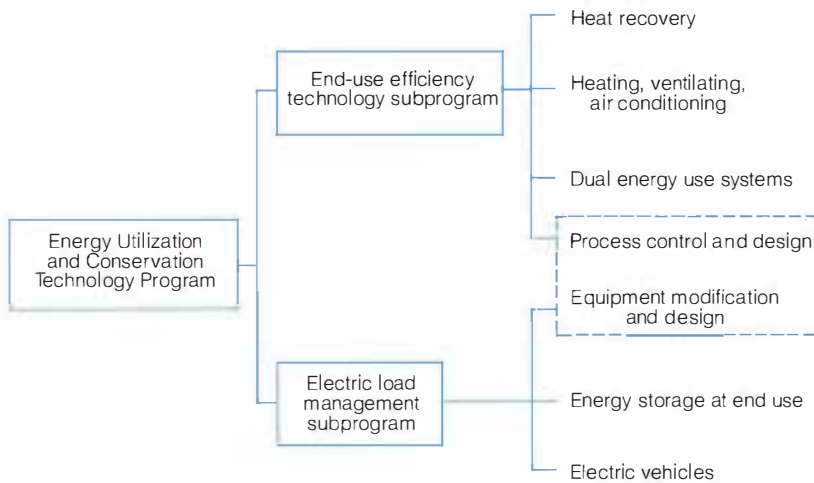 Heat recovery
End-use efficiency
technology subprogram
Heating, ventilating,
air conditioning
Dual energy use systems
Energy Utilization
and Conservation
Technology Program
Process control and design
Equipment modification
and design
Electric load
management
subprogram
Energy storage at end use
Electric vehicles